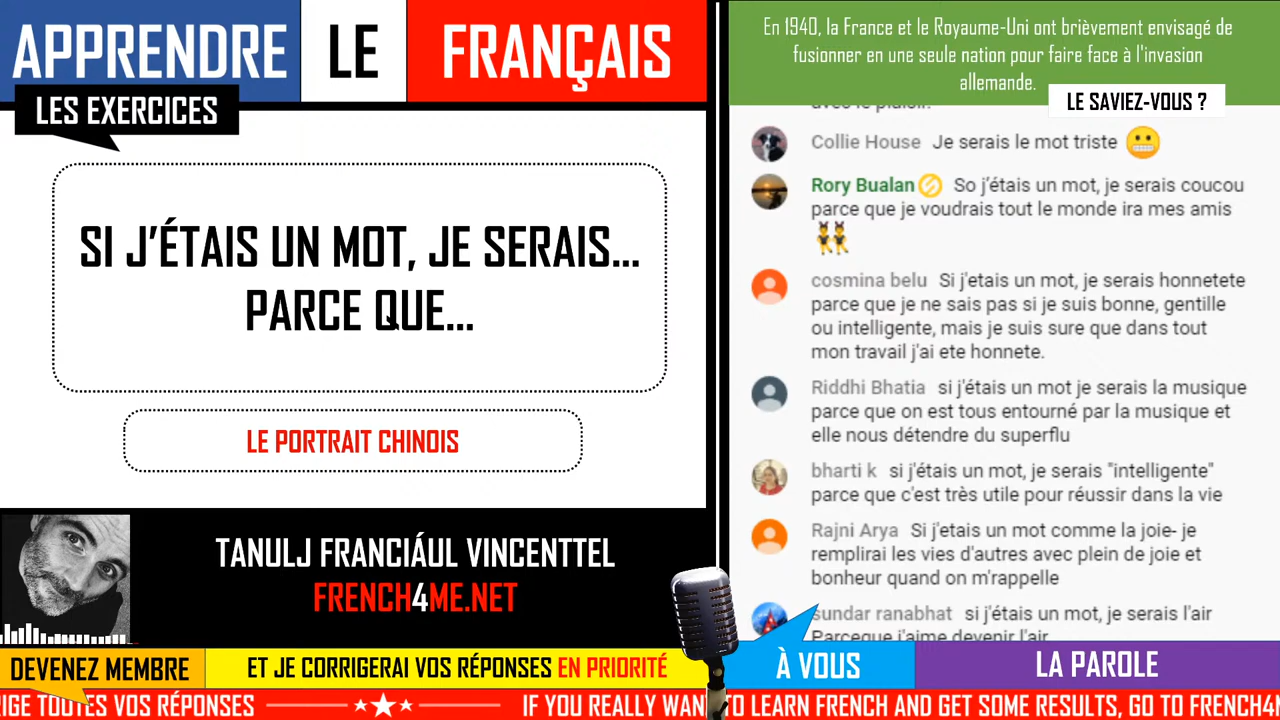 APPRENDRE LE FRANÇAIS
LES EXERCICES
SI J'ÉTAIS UN MOT, JE SERAIS...
PARCE QUE...
LE PORTRAIT CHINOIS
TANULJ FRANCIÁUL VINCENTTEL
FRENCH4ME.NET
DEVENEZ MEMBRE
ET JE CORRIGERAI VOS RÉPONSES EN PRIORITÉ
En 1940, la France et le Royaume-Uni ont brièvement envisagé de
fusionner en une seule nation pour faire face à l'invasion
allemande.
LE SAVIEZ-VOUS ?
avec le plaisir.
Collie House Je serais le mot triste 😬
Rory Bualan So j'étais un mot, je serais coucou
parce que je voudrais tout le monde ira mes amis
👯
cosmina belu Si j'etais un mot, je serais honnetete
parce que je ne sais pas si je suis bonne, gentille
ou intelligente, mais je suis sure que dans tout
mon travail j'ai ete honnete.
Riddhi Bhatia si j'étais un mot je serais la musique
parce que on est tous entourné par la musique et
elle nous détendre du superflu
bharti k si j'étais un mot, je serais "intelligente"
parce que c'est très utile pour réussir dans la vie
Rajni Arya Si j'etais un mot comme la joie- je
remplirai les vies d'autres avec plein de joie et
bonheur quand on m'rappelle
sundar ranabhat si j'étais un mot, je serais l'air
Parceque j'aime devenir l'air
À VOUS
LA PAROLE
RIGE TOUTES VOS RÉPONSES IF YOU REALLY WAN TO LEARN FRENCH AND GET SOME RESULTS, GO TO FRENCH4